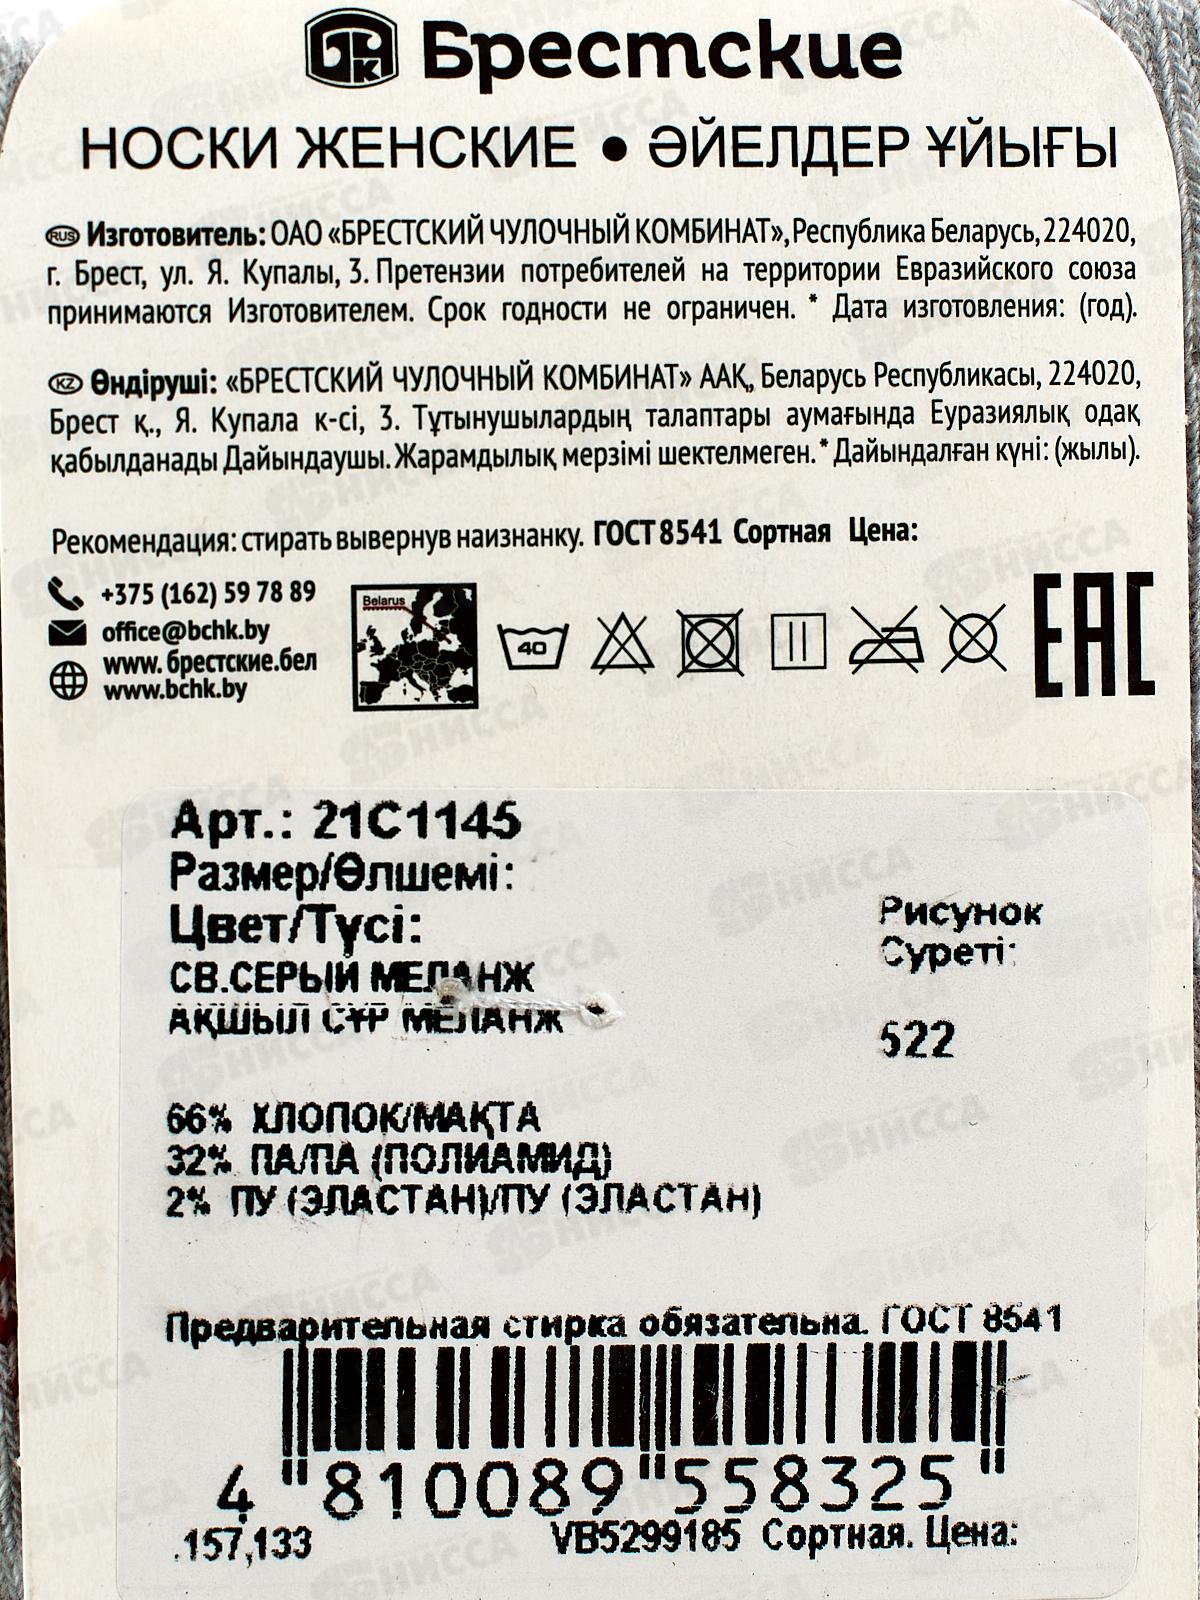 Брестские
НОСКИ ЖЕНСКИЕ • ӘЙЕЛДЕР ҰЙЫҒЫ
RUS Изготовитель: ОАО «БРЕСТСКИЙ ЧУЛОЧНЫЙ КОМБИНАТ», Республика Беларусь, 224020,
г. Брест, ул. Я. Купалы, 3. Претензии потребителей на территории Евразийского союза
принимаются Изготовителем. Срок годности не ограничен. * Дата изготовления: (год).
KZ Өндіруші: «БРЕСТСКИЙ ЧУЛОЧНЫЙ КОМБИНАТ» ААҚ, Беларусь Республикасы, 224020,
Брест қ., Я. Купала к-сі, 3. Тұтынушылардың талаптары аумағында Еуразиялық одақ
қабылданады Дайындаушы. Жарамдылық мерзімі шектелмеген. * Дайындалған күні: (жылы).
Рекомендация: стирать вывернув наизнанку. ГОСТ 8541 Сортная Цена:
+375 (162) 59 78 89
office@bchk.by
www. брестские.бел
www.bchk.by
Belarus
40
EAC
Арт.: 21С1145
Размер/Өлшемі:
Цвет/Түсі:
СВ.СЕРЫЙ МЕЛАНЖ
АҚШЫЛ СҰР МЕЛАНЖ
Рисунок
Суреті:
522
66% ХЛОПОК/МАҚТА
32% ПА/ПА (ПОЛИАМИД)
2% ПУ (ЭЛАСТАН)/ПУ (ЭЛАСТАН)
Предварительная стирка обязательна. ГОСТ 8541
4 "810089"558325"
.157,133 VB5299185 Сортная. Цена: